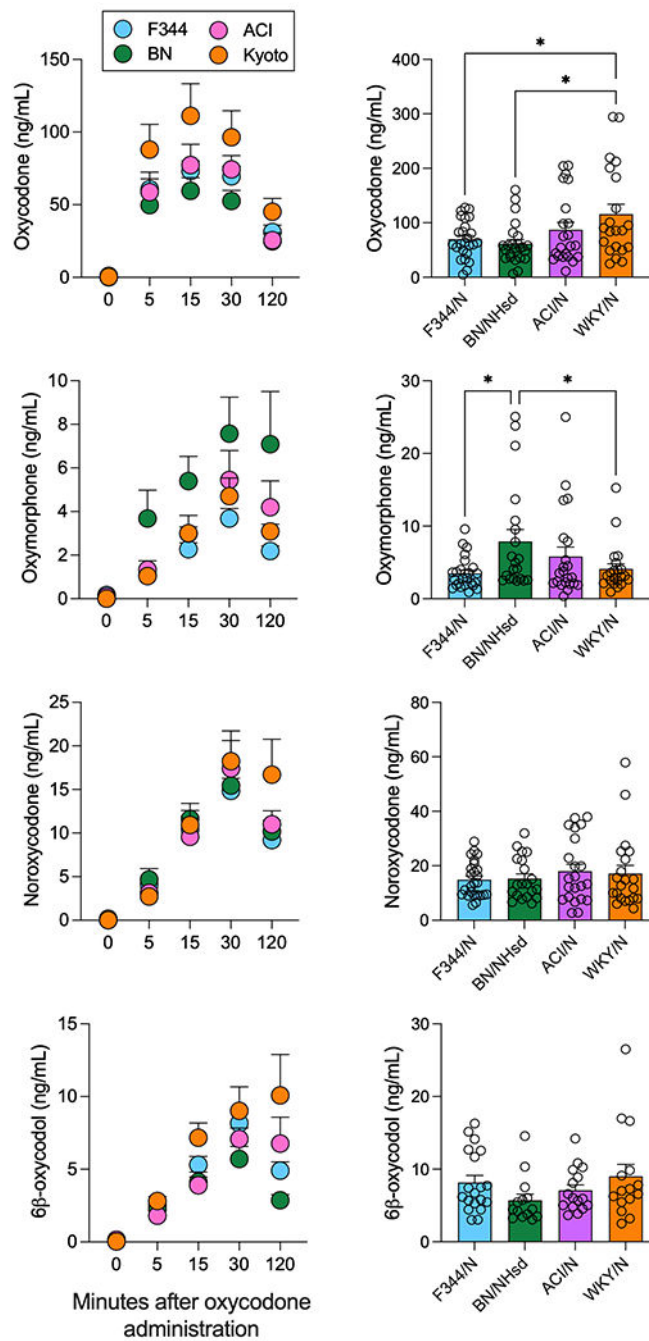 F344 ACI
BN Kyoto
Oxycodone (ng/mL)
150
100
50
0
0 5 15 30 120
Oxycodone (ng/mL)
400
300
200
100
0
* 
*
F344/N BN/NHsd ACI/N WKY/N
Oxymorphone (ng/mL)
10
8
6
4
2
0
0 5 15 30 120
Oxymorphone (ng/mL)
30
20
10
0
* *
F344/N BN/NHsd ACI/N WKY/N
Noroxycodone (ng/mL)
25
20
15
10
5
0
0 5 15 30 120
Noroxycodone (ng/mL)
80
60
40
20
0
F344/N BN/NHsd ACI/N WKY/N
6β-oxycodol (ng/mL)
15
10
5
0
0 5 15 30 120
Minutes after oxycodone
administration
6β-oxycodol (ng/mL)
30
20
10
0
F344/N BN/NHsd ACI/N WKY/N